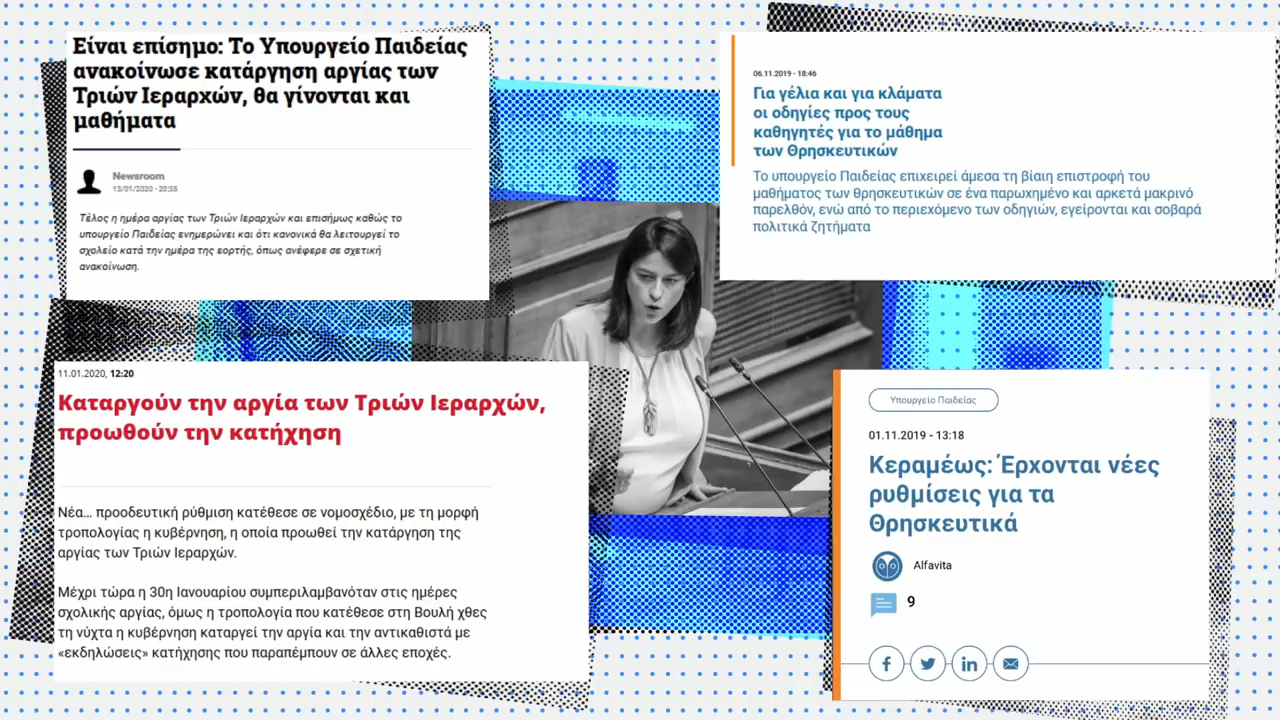 Είναι επίσημο: Το Υπουργείο Παιδείας
ανακοίνωσε κατάργηση αργίας των
Τριών Ιεραρχών, θα γίνονται και
μαθήματα
Newsroom
13/01/2020 - 20:35
Τέλος η ημέρα αργίας των Τριών Ιεραρχών και επισήμως καθώς το
υπουργείο Παιδείας ενημερώνει και ότι κανονικά θα λειτουργεί το
σχολείο κατά την ημέρα της εορτής, όπως ανέφερε σε σχετική
ανακοίνωση.
06.11.2019 - 18:46
Για γέλια και για κλάματα
οι οδηγίες προς τους
καθηγητές για το μάθημα
των Θρησκευτικών
Το υπουργείο Παιδείας επιχειρεί άμεσα τη βίαιη επιστροφή του
μαθήματος των θρησκευτικών σε ένα παρωχημένο και αρκετά μακρινό
παρελθόν, ενώ από το περιεχόμενο των οδηγιών, εγείρονται και σοβαρά
πολιτικά ζητήματα
11.01.2020, 12:20
Καταργούν την αργία των Τριών Ιεραρχών,
προωθούν την κατήχηση
Νέα... προοδευτική ρύθμιση κατέθεσε σε νομοσχέδιο, με τη μορφή
τροπολογίας η κυβέρνηση, η οποία προωθεί την κατάργηση της
αργίας των Τριών Ιεραρχών.
Μέχρι τώρα η 30η Ιανουαρίου συμπεριλαμβανόταν στις ημέρες
σχολικής αργίας, όμως η τροπολογία που κατέθεσε στη Βουλή χθες
τη νύχτα η κυβέρνηση καταργεί την αργία και την αντικαθιστά με
«εκδηλώσεις» κατήχησης που παραπέμπουν σε άλλες εποχές.
Υπουργείο Παιδείας
01.11.2019 - 13:18
Κεραμέως: Έρχονται νέες
ρυθμίσεις για τα
Θρησκευτικά
Alfavita
9